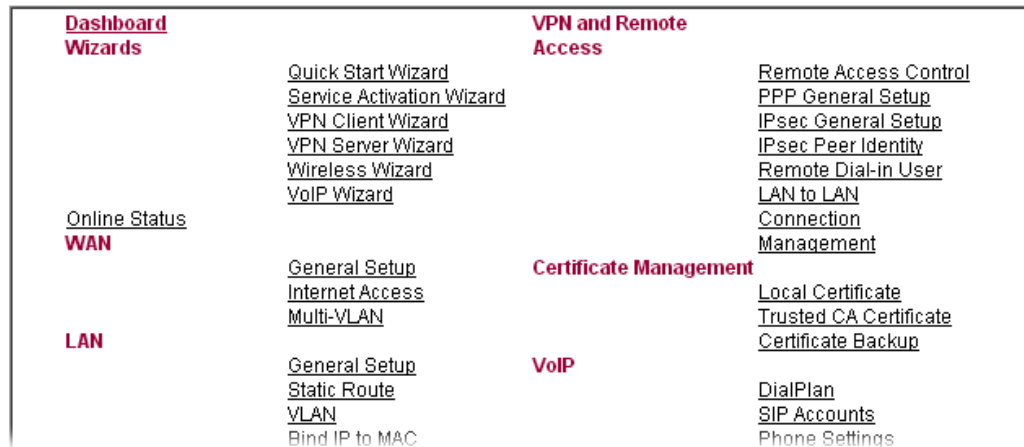 Dashboard
Wizards
Quick Start Wizard
Service Activation Wizard
VPN Client Wizard
VPN Server Wizard
Wireless Wizard
VoIP Wizard
Online Status
WAN
General Setup
Internet Access
Multi-VLAN
LAN
General Setup
Static Route
VLAN
Bind IP to MAC
VPN and Remote
Access
Remote Access Control
PPP General Setup
IPsec General Setup
IPsec Peer Identity
Remote Dial-in User
LAN to LAN
Connection
Management
Certificate Management
Local Certificate
Trusted CA Certificate
Certificate Backup
VoIP
DialPlan
SIP Accounts
Phone Settings